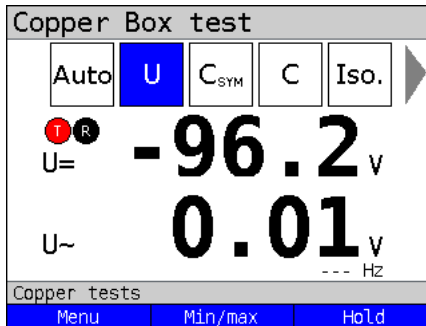 Copper Box test
Auto U CSYM C Iso.
T R
U= -96.2 V
U~ 0.01 V
--- Hz
Copper tests
Menu Min/max Hold